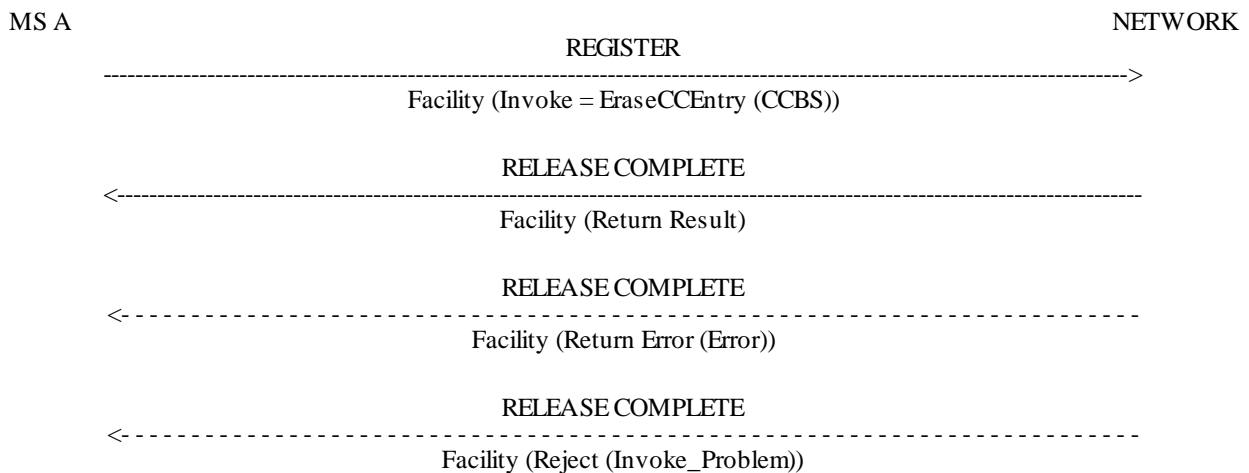 MS A NETWORK
REGISTER
------------------------------------------------------------------------------------------------------------------------------------>
Facility (Invoke = EraseCCEntry (CCBS))
RELEASE COMPLETE
<------------------------------------------------------------------------------------------------------------------------------------
Facility (Return Result)
RELEASE COMPLETE
<- - - - - - - - - - - - - - - - - - - - - - - - - - - - - - - - - - - - - - - - - - - - - - - - - - - - - - - - - - - - - - - - - - - - - - - -
Facility (Return Error (Error))
RELEASE COMPLETE
<- - - - - - - - - - - - - - - - - - - - - - - - - - - - - - - - - - - - - - - - - - - - - - - - - - - - - - - - - - - - - - - - - - - - - - - -
Facility (Reject (Invoke_Problem))